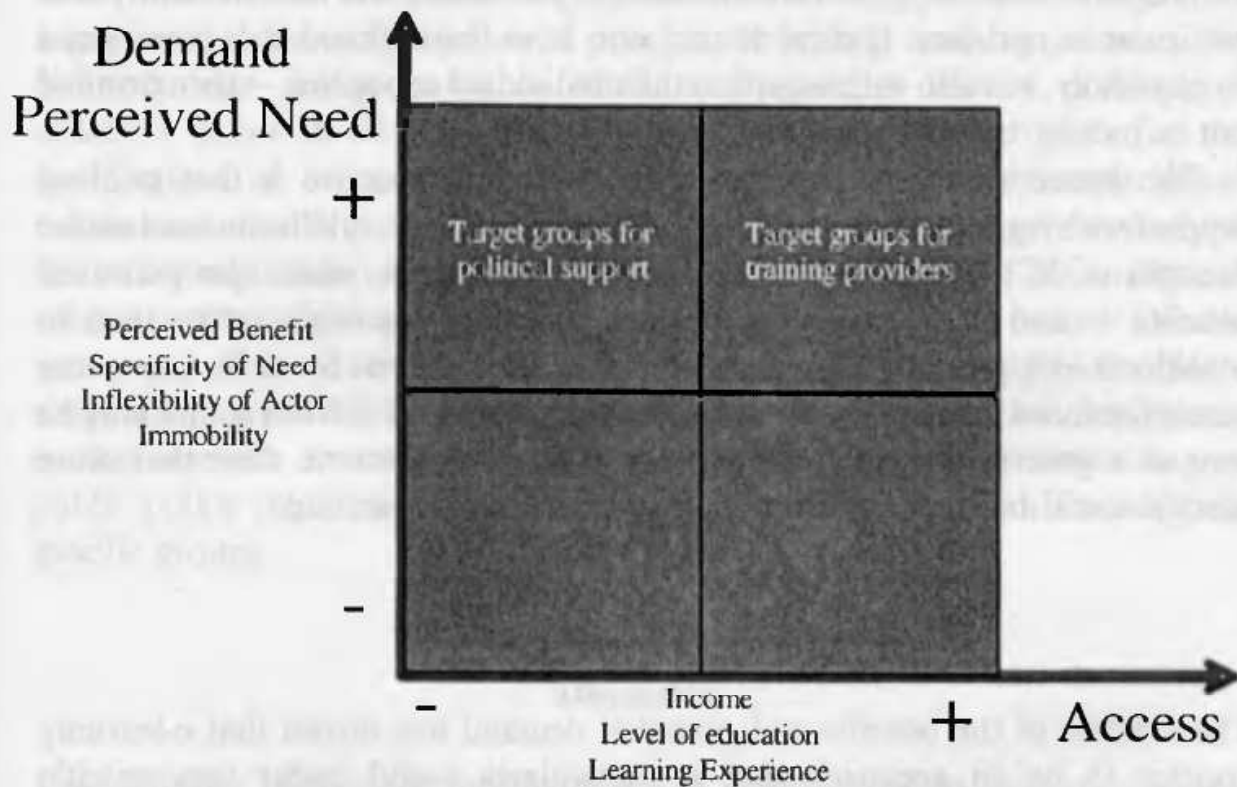 Demand
Perceived Need
+
Target groups for
political support
Target groups for
training providers
Perceived Benefit
Specificity of Need
Inflexibility of Actor
Immobility
-
-
Income
+
Access
Level of education
Learning Experience